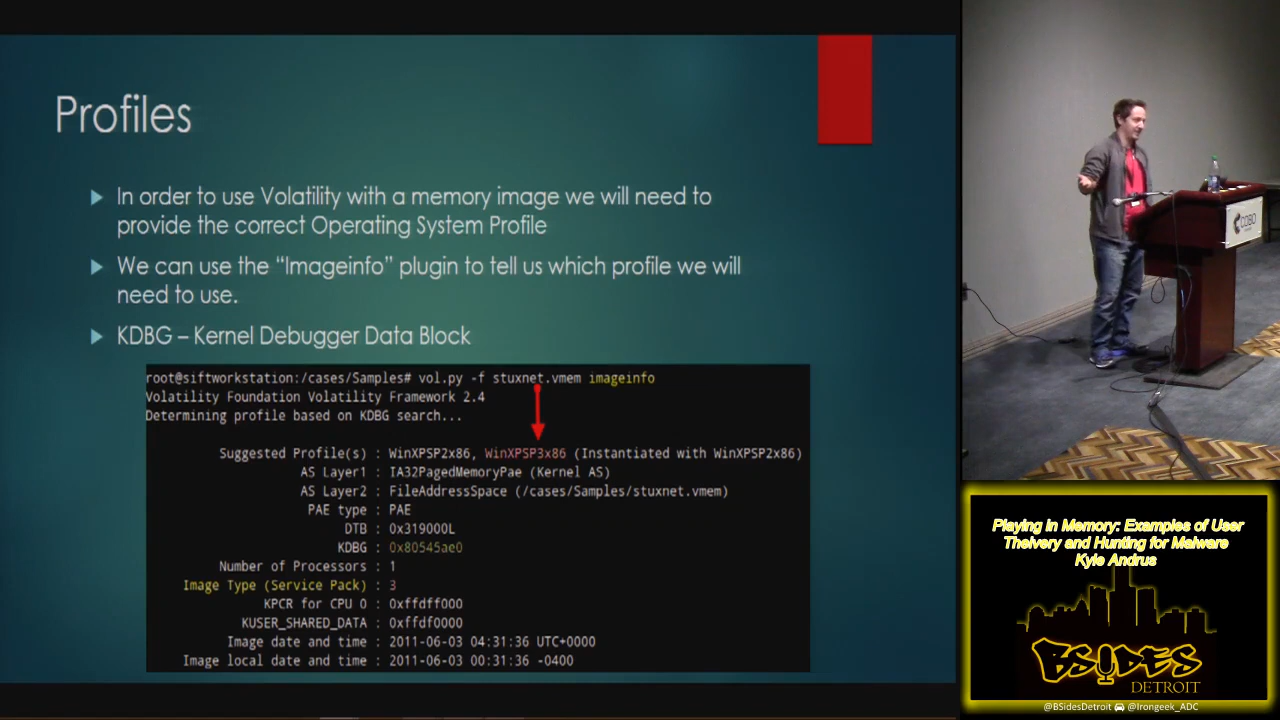 Profiles
In order to use Volatility with a memory image we will need to
provide the correct Operating System Profile
We can use the “Imageinfo” plugin to tell us which profile we will
need to use.
KDBG – Kernel Debugger Data Block
root@siftworkstation:/cases/Samples# vol.py -f stuxnet.vmem imageinfo
Volatility Foundation Volatility Framework 2.4
Determining profile based on KDBG search...
Suggested Profile(s) : WinXPSP2x86, WinXPSP3x86 (Instantiated with WinXPSP2x86)
AS Layer1 : IA32PagedMemoryPae (Kernel AS)
AS Layer2 : FileAddressSpace (/cases/Samples/stuxnet.vmem)
PAE type : PAE
DTB : 0x319000L
KDBG : 0x80545ae0
Number of Processors : 1
Image Type (Service Pack) : 3
KPCR for CPU 0 : 0xffdff000
KUSER_SHARED_DATA : 0xffdf0000
Image date and time : 2011-06-03 04:31:36 UTC+0000
Image local date and time : 2011-06-03 00:31:36 -0400
COBO
Playing in Memory: Examples of User
Theivery and Hunting for Malware
Kyle Andrus
BSIDES
DETROIT
@BSidesDetroit @Irongeek_ADC